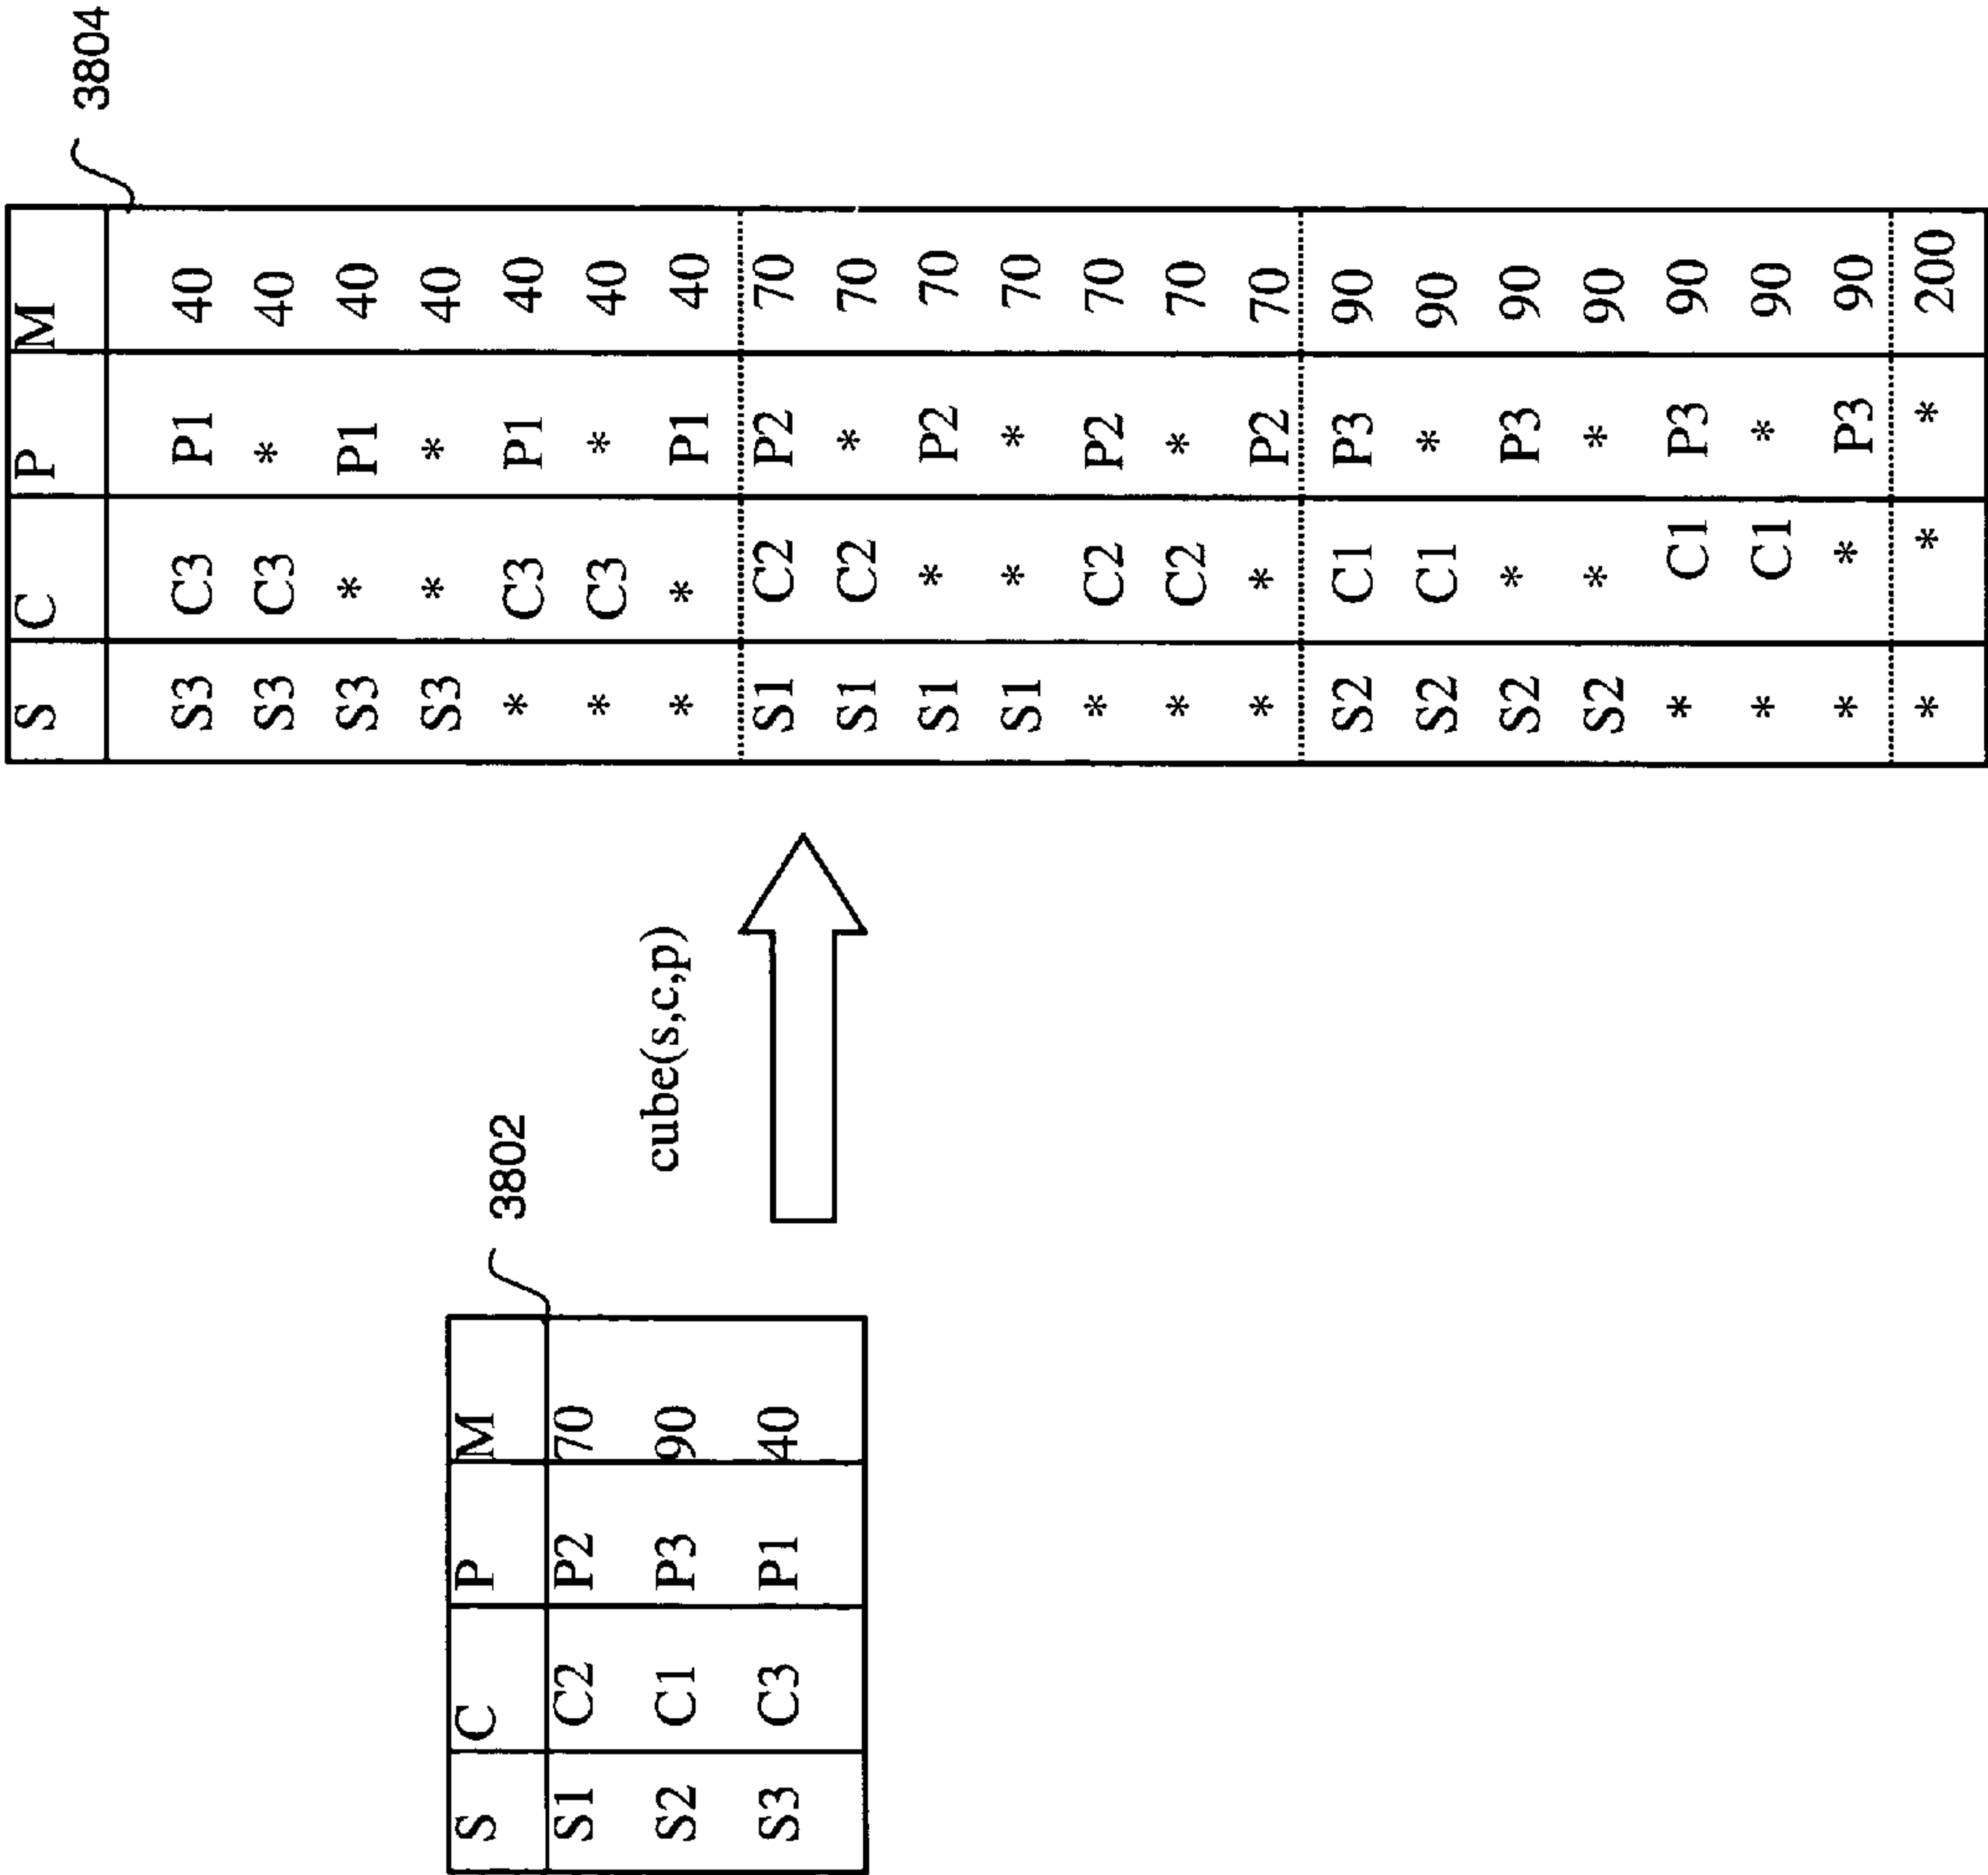 3802
S C P M
S1 C2 P2 70
S2 C1 P3 90
S3 C3 P1 40
cube(s,c,p)
3804
S C P M
S3 C3 P1 40
S3 C3 * 40
S3 * P1 40
S3 * * 40
* C3 P1 40
* C3 * 40
* * P1 40
S1 C2 P2 70
S1 C2 * 70
S1 * P2 70
S1 * * 70
* C2 P2 70
* C2 * 70
* * P2 70
S2 C1 P3 90
S2 C1 * 90
S2 * P3 90
S2 * * 90
* C1 P3 90
* C1 * 90
* * P3 90
* * * 200